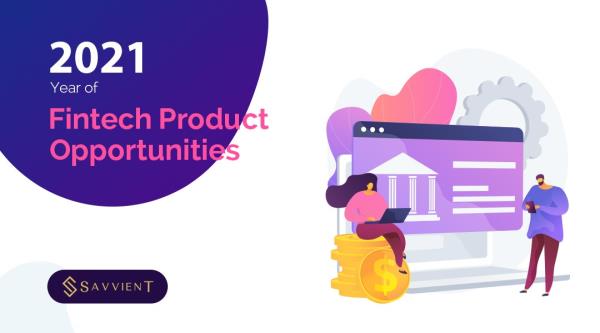 2021
Year of
Fintech Product
Opportunities
SAVVIENT
$